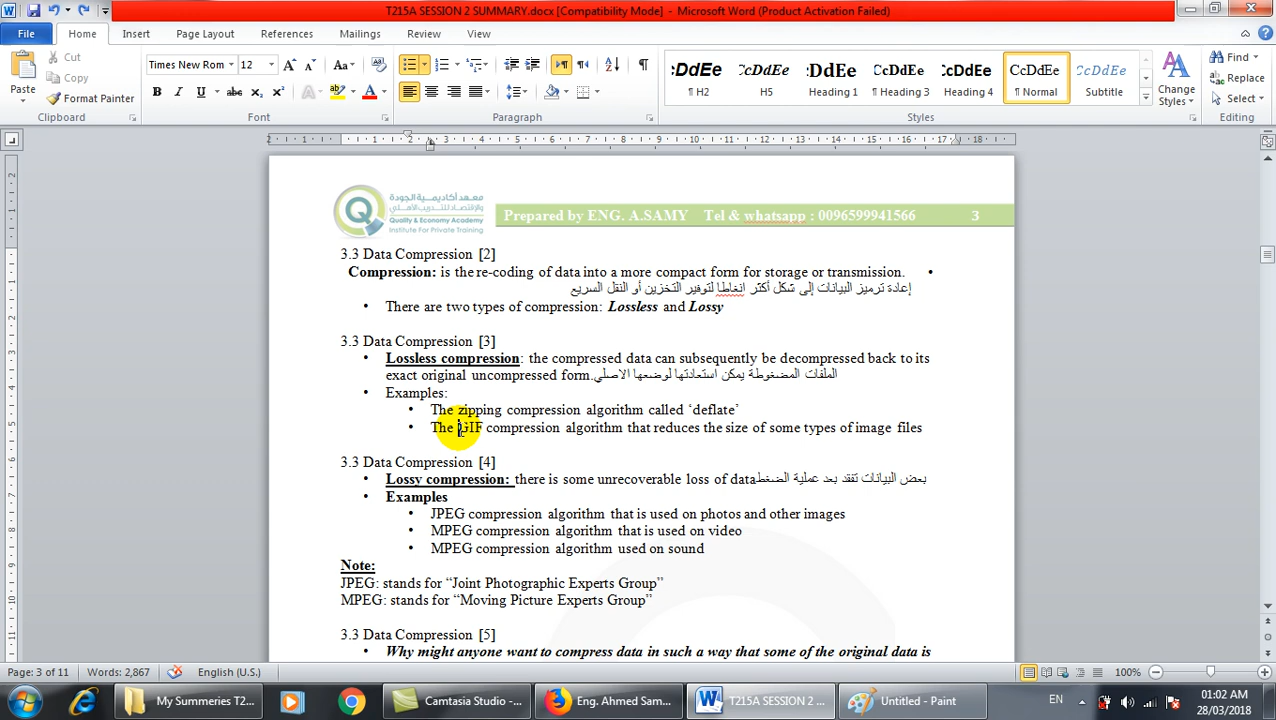 T215A SESSION 2 SUMMARY.docx [Compatibility Mode] - Microsoft Word (Product Activation Failed)
File Home Insert Page Layout References Mailings Review View
Cut
Copy
Format Painter
Paste
Clipboard
Times New Rom 12
Font
Paragraph
AaBbCcDdEe
¶ H2
H5
Heading 1
¶ Heading 3
Heading 4
¶ Normal
Subtitle
Change Styles
Styles
Find
Replace
Select
Editing
معهد أكاديمية الجودة
والإقتصاد للتدريب الأهلي
Quality & Economy Academy
Institute For Private Training
Prepared by ENG. A.SAMY Tel & whatsapp : 0096599941566 3
3.3 Data Compression [2]
Compression: is the re-coding of data into a more compact form for storage or transmission. •
إعادة ترميز البيانات إلى شكل أكثر إنغاطا لتوفير التخزين أو النقل السريع
• There are two types of compression: Lossless and Lossy
3.3 Data Compression [3]
• Lossless compression: the compressed data can subsequently be decompressed back to its
exact original uncompressed form.الملفات المضغوطة يمكن استعادتها لوضعها الاصلي
• Examples:
• The zipping compression algorithm called ‘deflate’
• The GIF compression algorithm that reduces the size of some types of image files
3.3 Data Compression [4]
• Lossy compression: there is some unrecoverable loss of dataبعض البيانات تفقد بعد عملية الضغط
• Examples
• JPEG compression algorithm that is used on photos and other images
• MPEG compression algorithm that is used on video
• MPEG compression algorithm used on sound
Note:
JPEG: stands for “Joint Photographic Experts Group”
MPEG: stands for “Moving Picture Experts Group”
3.3 Data Compression [5]
• Why might anyone want to compress data in such a way that some of the original data is
Page: 3 of 11 Words: 2,867 English (U.S.) 100%
My Summeries T2... Camtasia Studio -... Eng. Ahmed Sam... T215A SESSION 2 ... Untitled - Paint EN 01:02 AM
28/03/2018